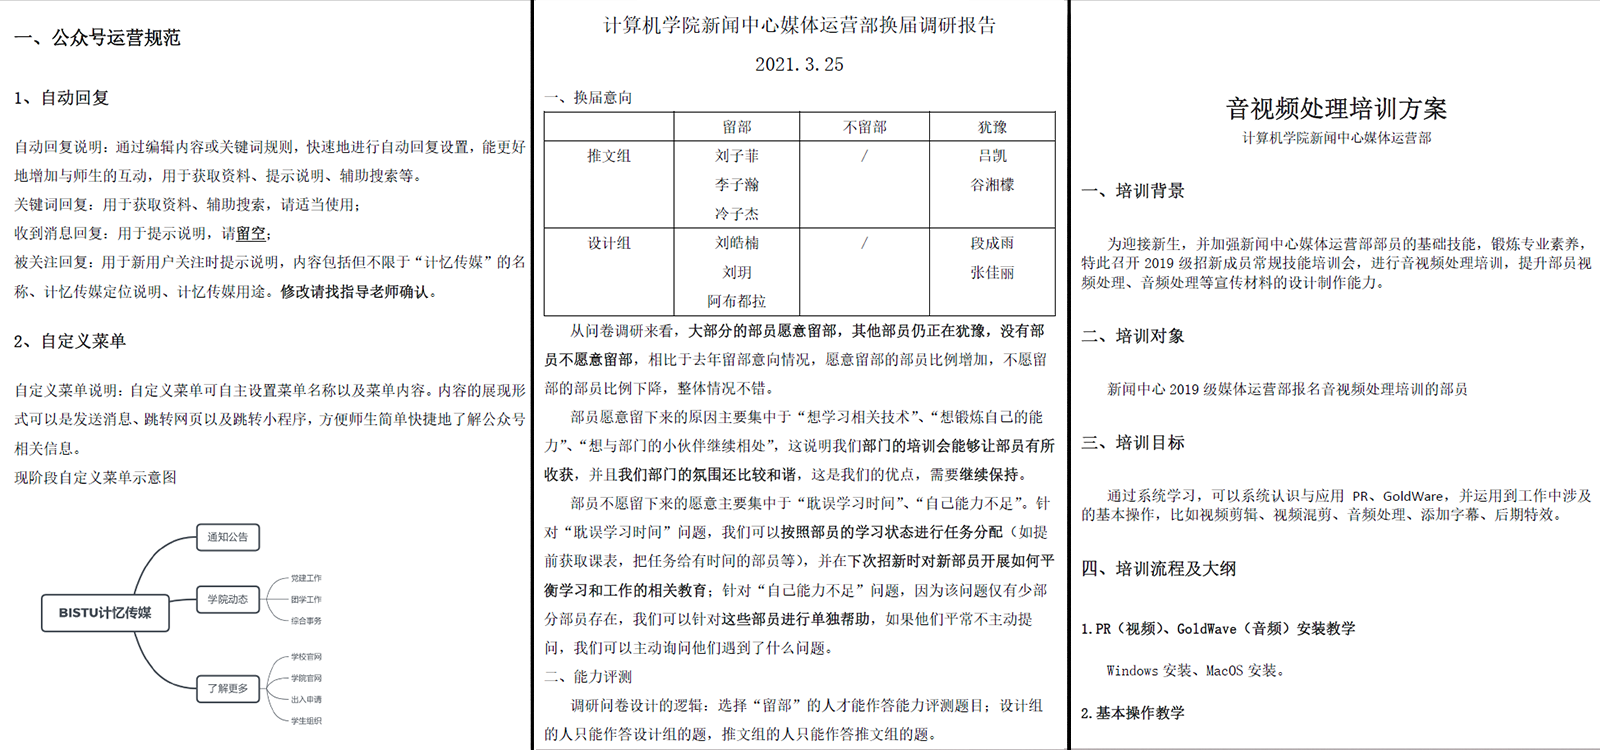 一、公众号运营规范
1、自动回复
自动回复说明：通过编辑内容或关键词规则，快速地进行自动回复设置，能更好
地增加与师生的互动，用于获取资料、提示说明、辅助搜索等。
关键词回复：用于获取资料、辅助搜索，请适当使用；
收到消息回复：用于提示说明，请留空；
被关注回复：用于新用户关注时提示说明，内容包括但不限于“计忆传媒”的名
称、计忆传媒定位说明、计忆传媒用途。修改请找指导老师确认。
2、自定义菜单
自定义菜单说明：自定义菜单可自主设置菜单名称以及菜单内容。内容的展现形
式可以是发送消息、跳转网页以及跳转小程序，方便师生简单快捷地了解公众号
相关信息。
现阶段自定义菜单示意图
BISTU计忆传媒
通知公告
学院动态
党建工作
团学工作
综合事务
了解更多
学校官网
学院官网
出入申请
学生组织
计算机学院新闻中心媒体运营部换届调研报告
2021.3.25
一、换届意向
留部 不留部 犹豫
推文组 刘子菲 / 吕凯
李子瀚 谷湘檬
冷子杰
设计组 刘皓楠 / 段成雨
刘玥 张佳丽
阿布都拉
从问卷调研来看，大部分的部员愿意留部，其他部员仍正在犹豫，没有部
员不愿意留部，相比于去年留部意向情况，愿意留部的部员比例增加，不愿留
部的部员比例下降，整体情况不错。
部员愿意留下来的原因主要集中于“想学习相关技术”、“想锻炼自己的能
力”、“想与部门的小伙伴继续相处”，这说明我们部门的培训会能够让部员有所
收获，并且我们部门的氛围还比较和谐，这是我们的优点，需要继续保持。
部员不愿留下来的愿意主要集中于“耽误学习时间”、“自己能力不足”。针
对“耽误学习时间”问题，我们可以按照部员的学习状态进行任务分配（如提
前获取课表，把任务给有时间的部员等），并在下次招新时对新部员开展如何平
衡学习和工作的相关教育；针对“自己能力不足”问题，因为该问题仅有少部
分部员存在，我们可以针对这些部员进行单独帮助，如果他们平常不主动提
问，我们可以主动询问他们遇到了什么问题。
二、能力评测
调研问卷设计的逻辑：选择“留部”的人才能作答能力评测题目；设计组
的人只能作答设计组的题，推文组的人只能作答推文组的题。
音视频处理培训方案
计算机学院新闻中心媒体运营部
一、培训背景
为迎接新生，并加强新闻中心媒体运营部部员的基础技能，锻炼专业素养，
特此召开 2019 级招新成员常规技能培训会，进行音视频处理培训，提升部员视
频处理、音频处理等宣传材料的设计制作能力。
二、培训对象
新闻中心 2019 级媒体运营部报名音视频处理培训的部员
三、培训目标
通过系统学习，可以系统认识与应用 PR、GoldWare，并运用到工作中涉及
的基本操作，比如视频剪辑、视频混剪、音频处理、添加字幕、后期特效。
四、培训流程及大纲
1.PR（视频）、GoldWave（音频）安装教学
Windows 安装、MacOS 安装。
2.基本操作教学